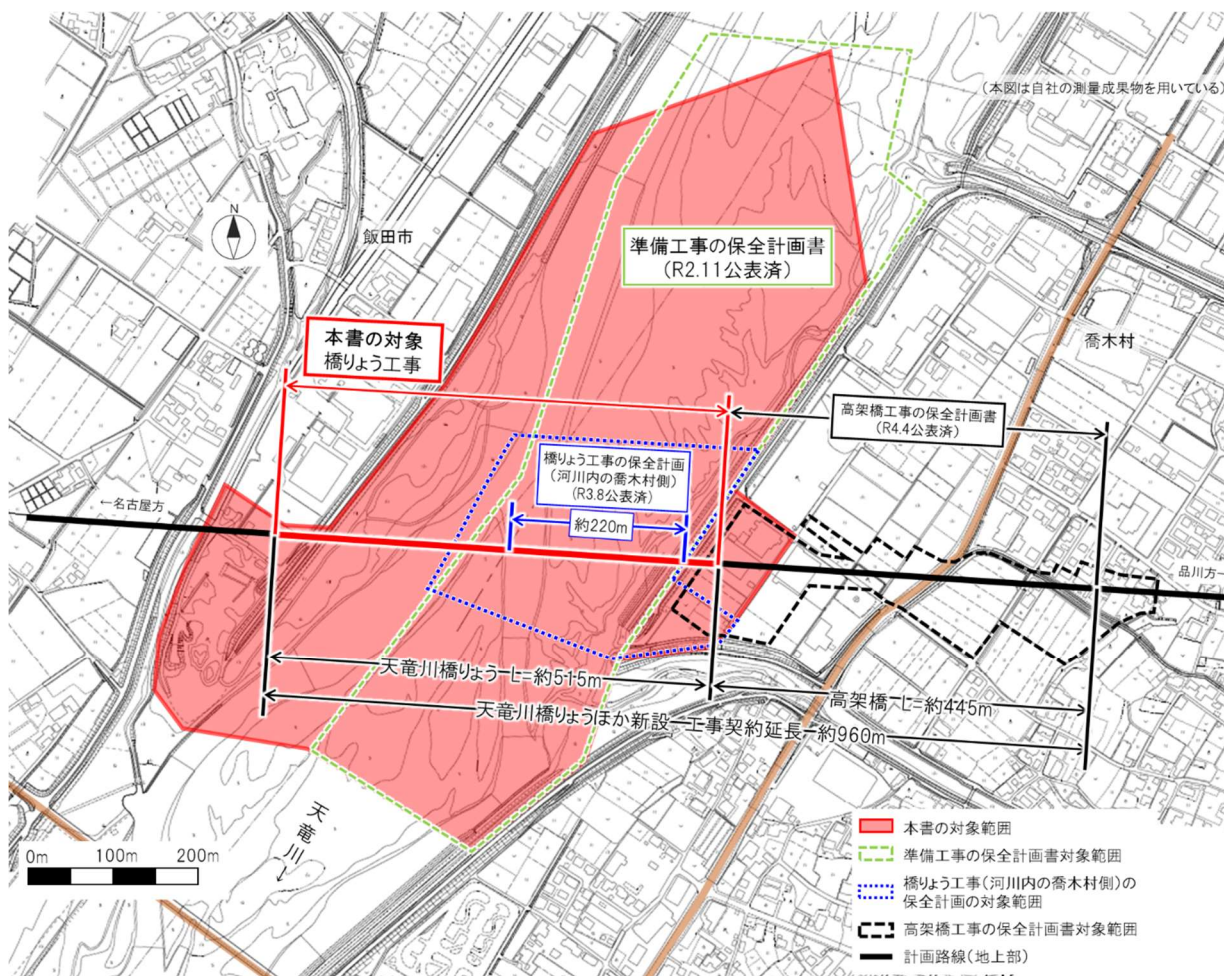 (本図は自社の測量成果物を用いている)
N
飯田市
準備工事の保全計画書
(R2.11公表済)
本書の対象
橋りょう工事
喬木村
高架橋工事の保全計画書
(R4.4公表済)
橋りょう工事の保全計画
(河川内の喬木村側)
(R3.8公表済)
約220m
←名古屋方
品川方→
天竜川橋りょう L=約515m
高架橋 L=約445m
天竜川橋りょうほか新設 工事契約延長 約960m
天竜川
0m 100m 200m
本書の対象範囲
準備工事の保全計画書対象範囲
橋りょう工事(河川内の喬木村側)の
保全計画の対象範囲
高架橋工事の保全計画書対象範囲
計画路線(地上部)